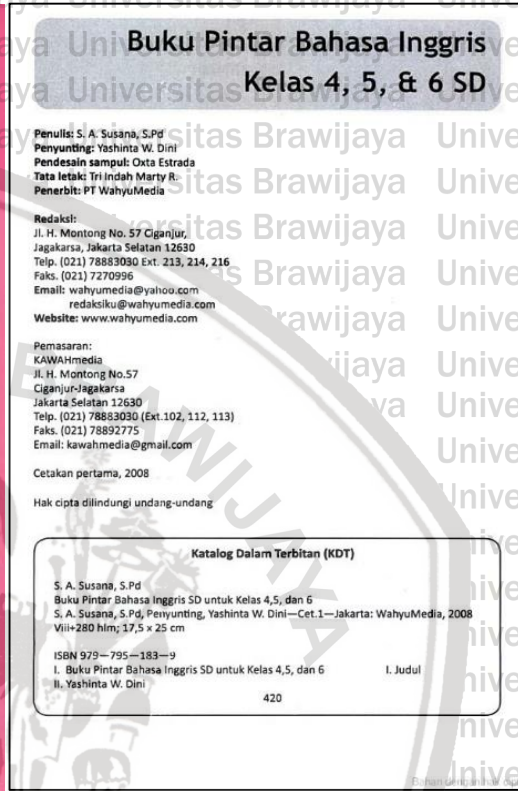 Buku Pintar Bahasa Inggris
Kelas 4, 5, & 6 SD
Penulis: S. A. Susana, S.Pd
Penyunting: Yashinta W. Dini
Pendesain sampul: Oxta Estrada
Tata letak: Tri Indah Marty R.
Penerbit: PT WahyuMedia
Redaksi:
Jl. H. Montong No. 57 Ciganjur,
Jagakarsa, Jakarta Selatan 12630
Telp. (021) 78883030 Ext. 213, 214, 216
Faks. (021) 7270996
Email: wahyumedia@yahoo.com
redaksiku@wahyumedia.com
Website: www.wahyumedia.com
Pemasaran:
KAWAHmedia
Jl. H. Montong No.57
Ciganjur-Jagakarsa
Jakarta Selatan 12630
Telp. (021) 78883030 (Ext.102, 112, 113)
Faks. (021) 78892775
Email: kawahmedia@gmail.com
Cetakan pertama, 2008
Hak cipta dilindungi undang-undang
Katalog Dalam Terbitan (KDT)
S. A. Susana, S.Pd
Buku Pintar Bahasa Inggris SD untuk Kelas 4,5, dan 6
S. A. Susana, S.Pd, Penyunting, Yashinta W. Dini—Cet.1—Jakarta: WahyuMedia, 2008
Viii+280 hlm; 17,5 x 25 cm
ISBN 979—795—183—9
I. Buku Pintar Bahasa Inggris SD untuk Kelas 4,5, dan 6 I. Judul
II. Yashinta W. Dini
420
Universitas Brawijaya
BRAWIJAYA
Bahan dengan hak